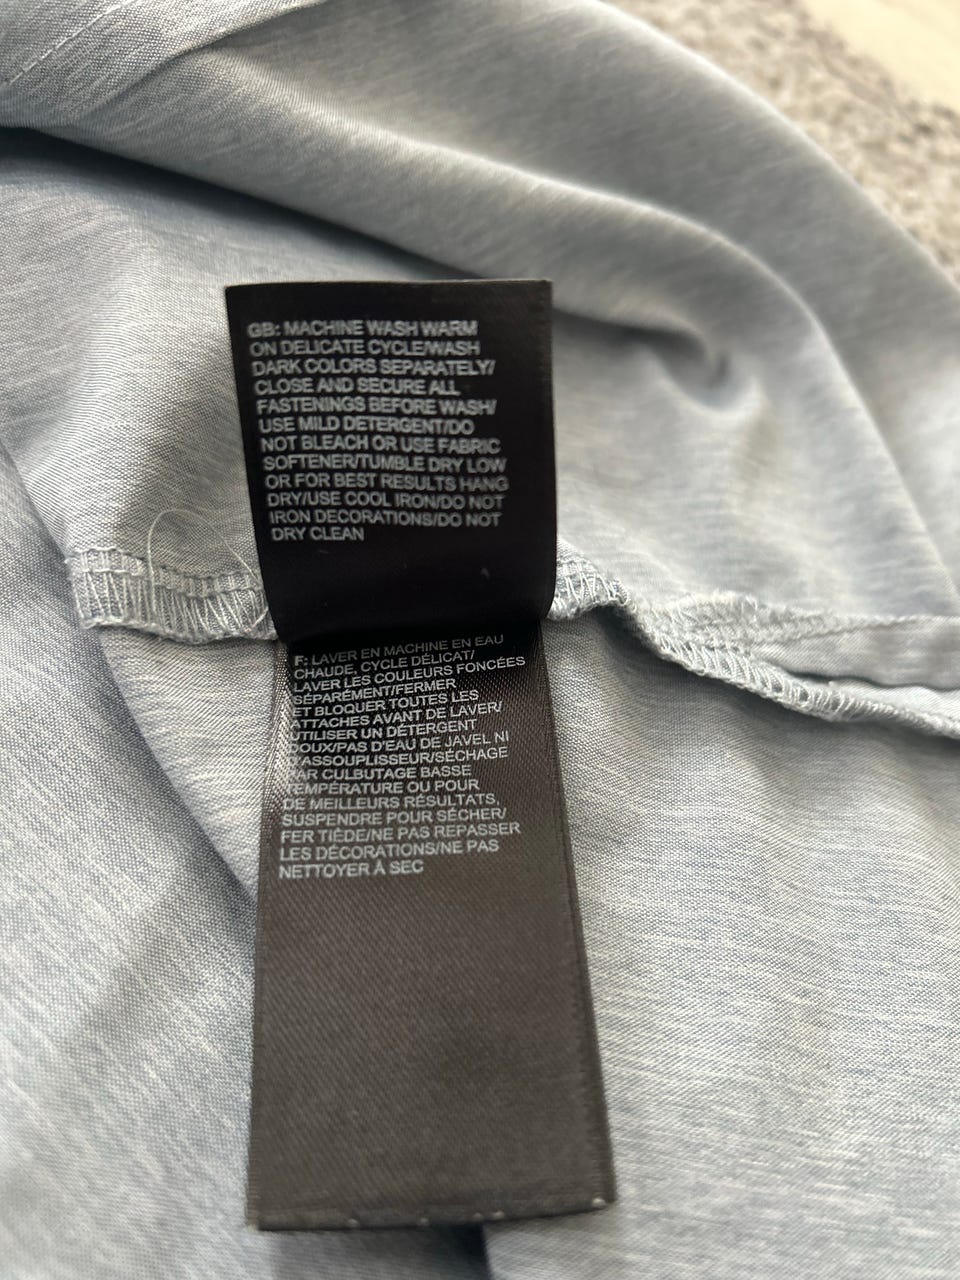 GB: MACHINE WASH WARM
ON DELICATE CYCLE/WASH
DARK COLORS SEPARATELY/
CLOSE AND SECURE ALL
FASTENINGS BEFORE WASH/
USE MILD DETERGENT/DO
NOT BLEACH OR USE FABRIC
SOFTENER/TUMBLE DRY LOW
OR FOR BEST RESULTS HANG
DRY/USE COOL IRON/DO NOT
IRON DECORATIONS/DO NOT
DRY CLEAN
F: LAVER EN MACHINE EN EAU
CHAUDE, CYCLE DÉLICAT/
LAVER LES COULEURS FONCÉES
SÉPARÉMENT/FERMER
ET BLOQUER TOUTES LES
ATTACHES AVANT DE LAVER/
UTILISER UN DÉTERGENT
DOUX/PAS D'EAU DE JAVEL NI
D'ASSOUPLISSEUR/SÉCHAGE
PAR CULBUTAGE BASSE
TEMPÉRATURE OU POUR
DE MEILLEURS RÉSULTATS,
SUSPENDRE POUR SÉCHER/
FER TIÈDE/NE PAS REPASSER
LES DÉCORATIONS/NE PAS
NETTOYER À SEC